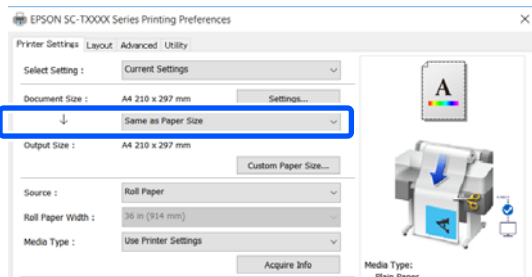 EPSON SC-TXXXX Series Printing Preferences
Printer Settings Layout Advanced Utility
Select Setting : Current Settings
Document Size : A4 210 x 297 mm Settings...
↓ Same as Paper Size
Output Size : A4 210 x 297 mm
Custom Paper Size...
Source : Roll Paper
Roll Paper Width : 36 in (914 mm)
Media Type : Use Printer Settings
Acquire Info
A
A
Media Type:
Plain Paper